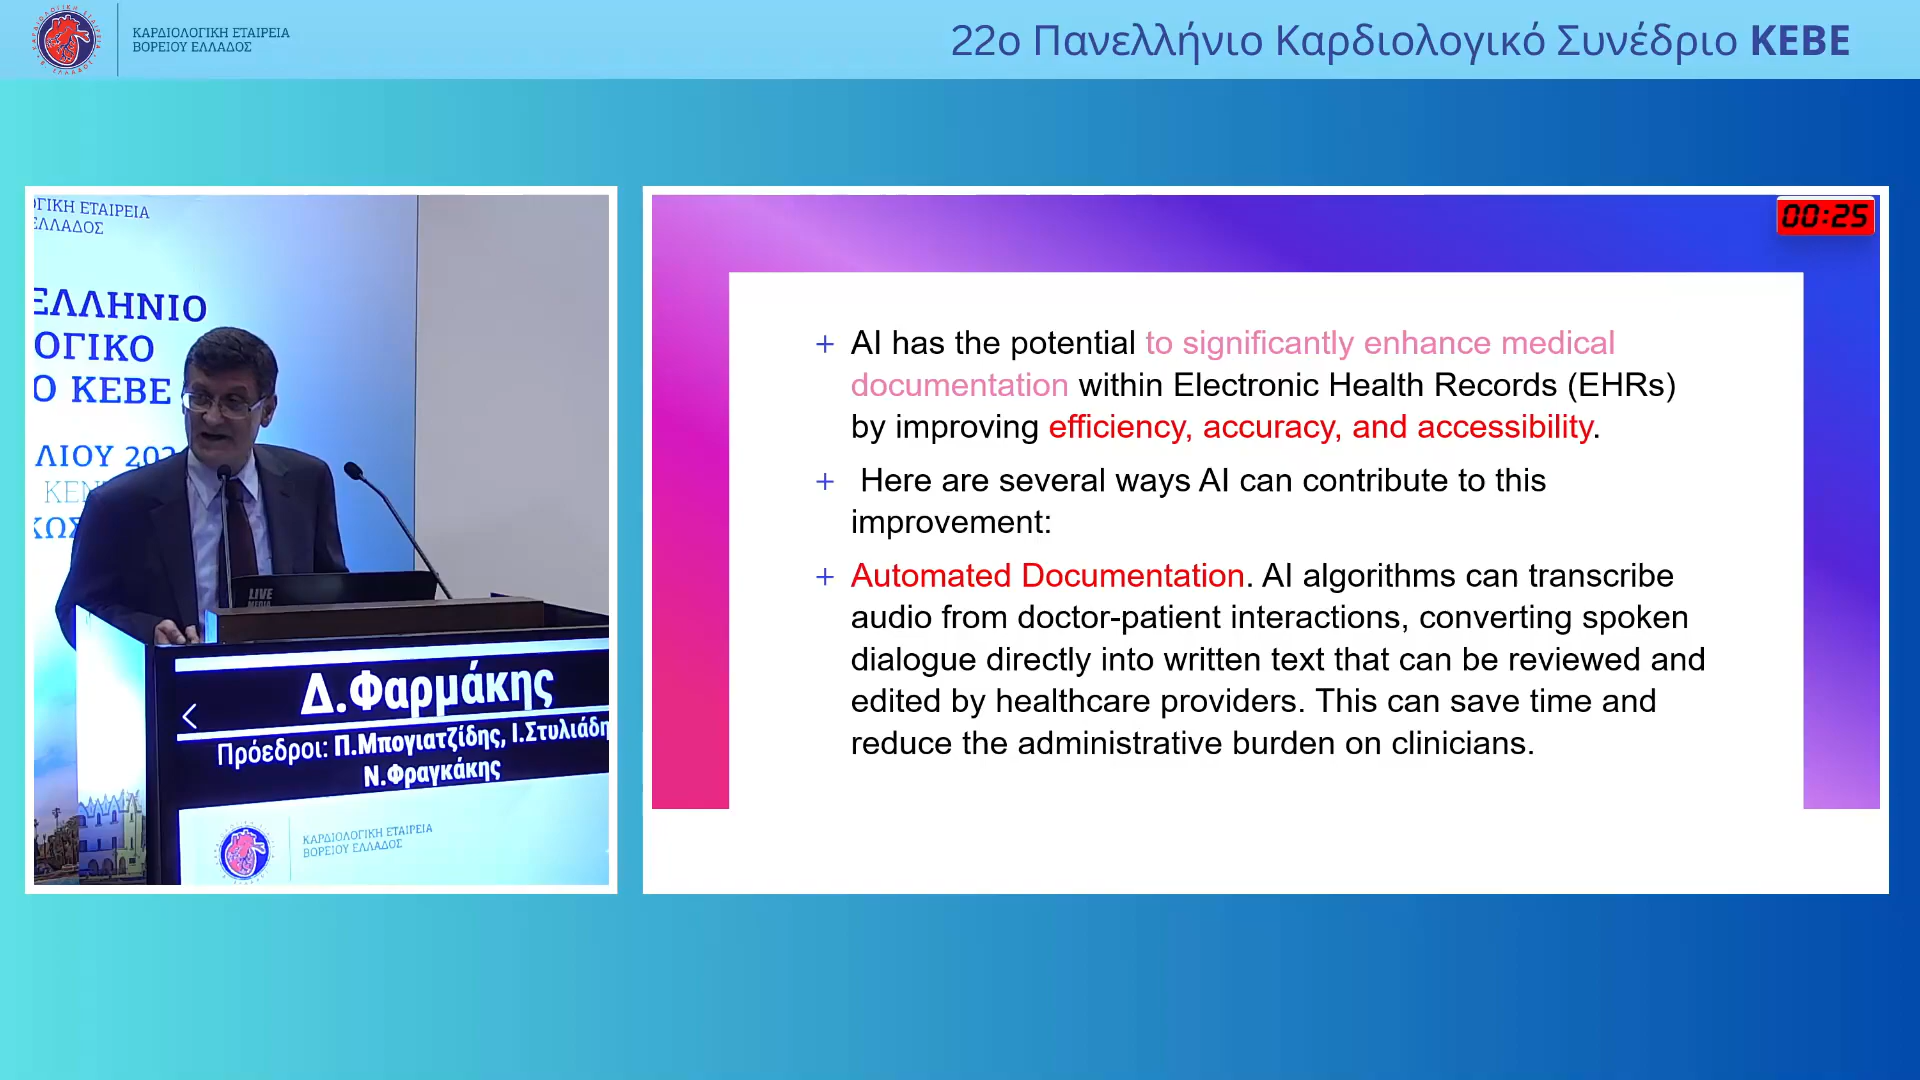 ΚΑΡΔΙΟΛΟΓΙΚΗ ΕΤΑΙΡΕΙΑ
ΒΟΡΕΙΟΥ ΕΛΛΑΔΟΣ
22ο Πανελλήνιο Καρδιολογικό Συνέδριο ΚΕΒΕ
ΕΤΑΙΡΕΙΑ
ΕΛΛΑΔΟΣ
ΚΕΒΕ
LIVE
MEDIA
Δ.Φαρμάκης
Πρόεδροι: Π.Μπογιατζίδης, Ι.Στυλιάδη
Ν.Φραγκάκης
ΚΑΡΔΙΟΛΟΓΙΚΗ ΕΤΑΙΡΕΙΑ
ΒΟΡΕΙΟΥ ΕΛΛΑΔΟΣ
00:25
+ AI has the potential to significantly enhance medical
documentation within Electronic Health Records (EHRs)
by improving efficiency, accuracy, and accessibility.
+ Here are several ways AI can contribute to this
improvement:
+ Automated Documentation. AI algorithms can transcribe
audio from doctor-patient interactions, converting spoken
dialogue directly into written text that can be reviewed and
edited by healthcare providers. This can save time and
reduce the administrative burden on clinicians.